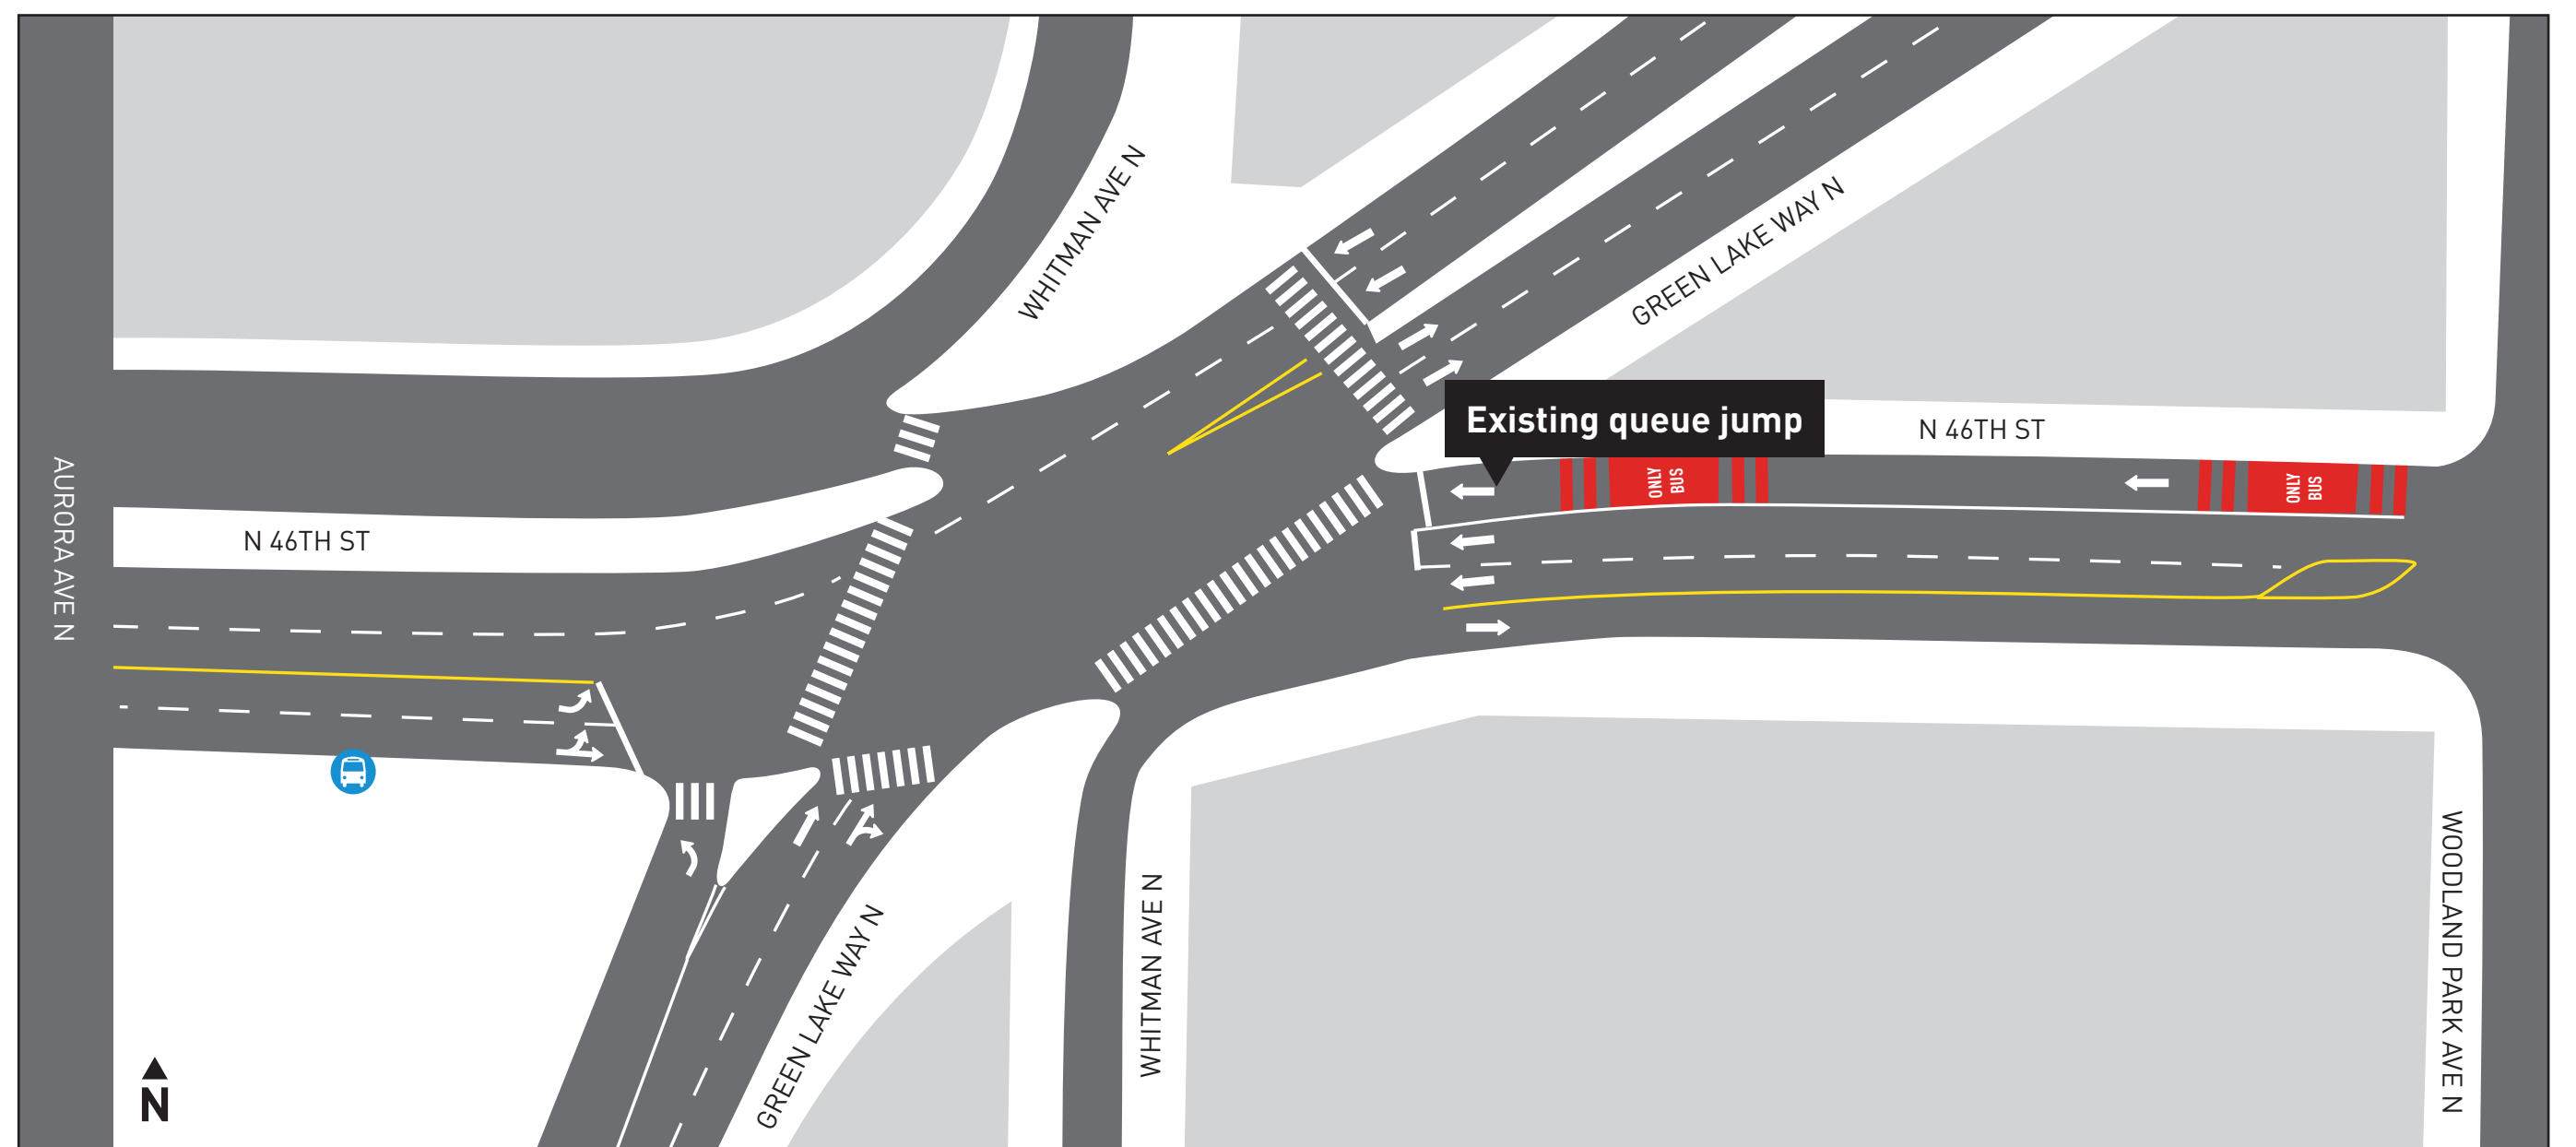 WHITMAN AVE N
GREEN LAKE WAY N
Existing queue jump
N 46TH ST
AURORA AVE N
N 46TH ST
ONLY
BUS
ONLY
BUS
WOODLAND PARK AVE N
WHITMAN AVE N
GREEN LAKE WAY N
N